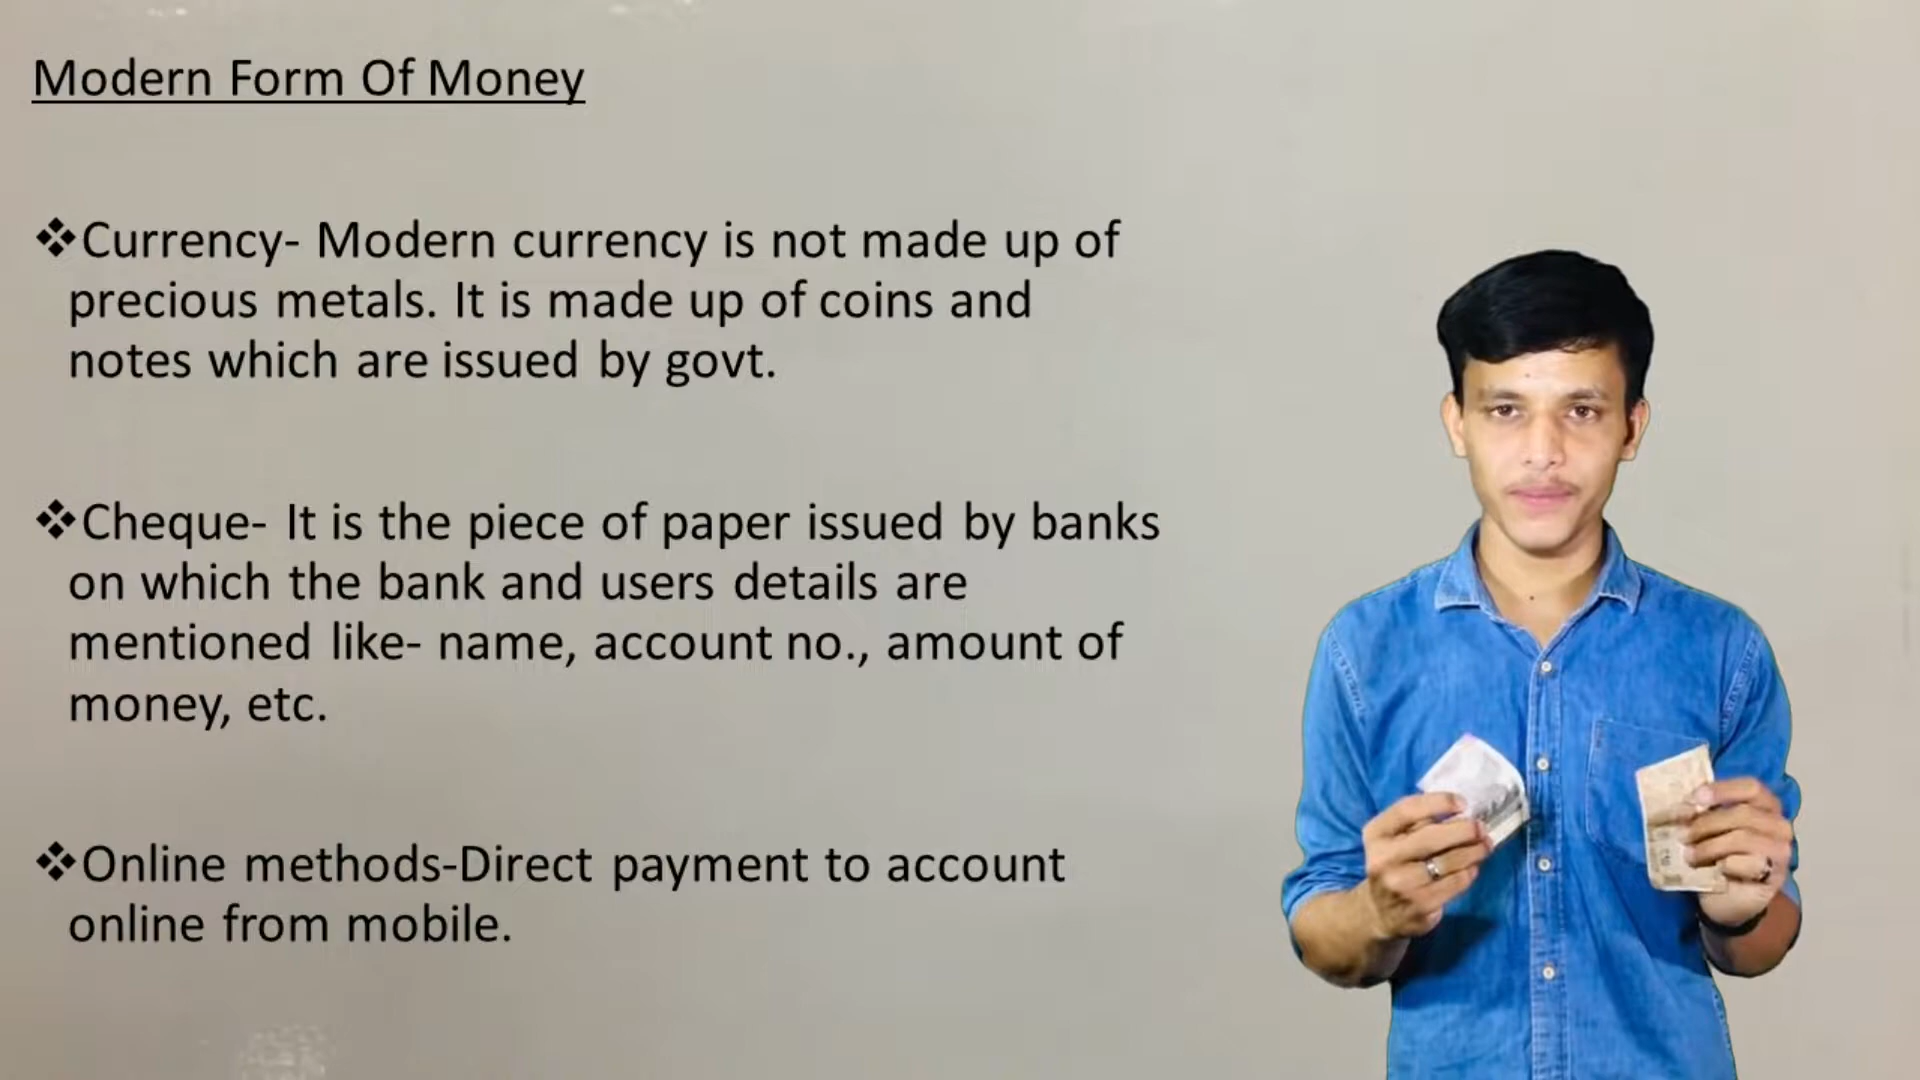 Modern Form Of Money
❖Currency- Modern currency is not made up of
precious metals. It is made up of coins and
notes which are issued by govt.
❖Cheque- It is the piece of paper issued by banks
on which the bank and users details are
mentioned like- name, account no., amount of
money, etc.
❖Online methods-Direct payment to account
online from mobile.